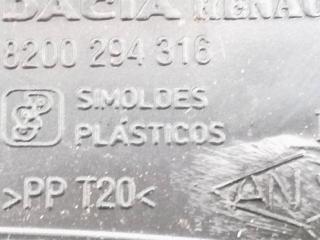 DACIA RENAU
8200 294 316
SIMOLDES
PLÁSTICOS
>PP T20<